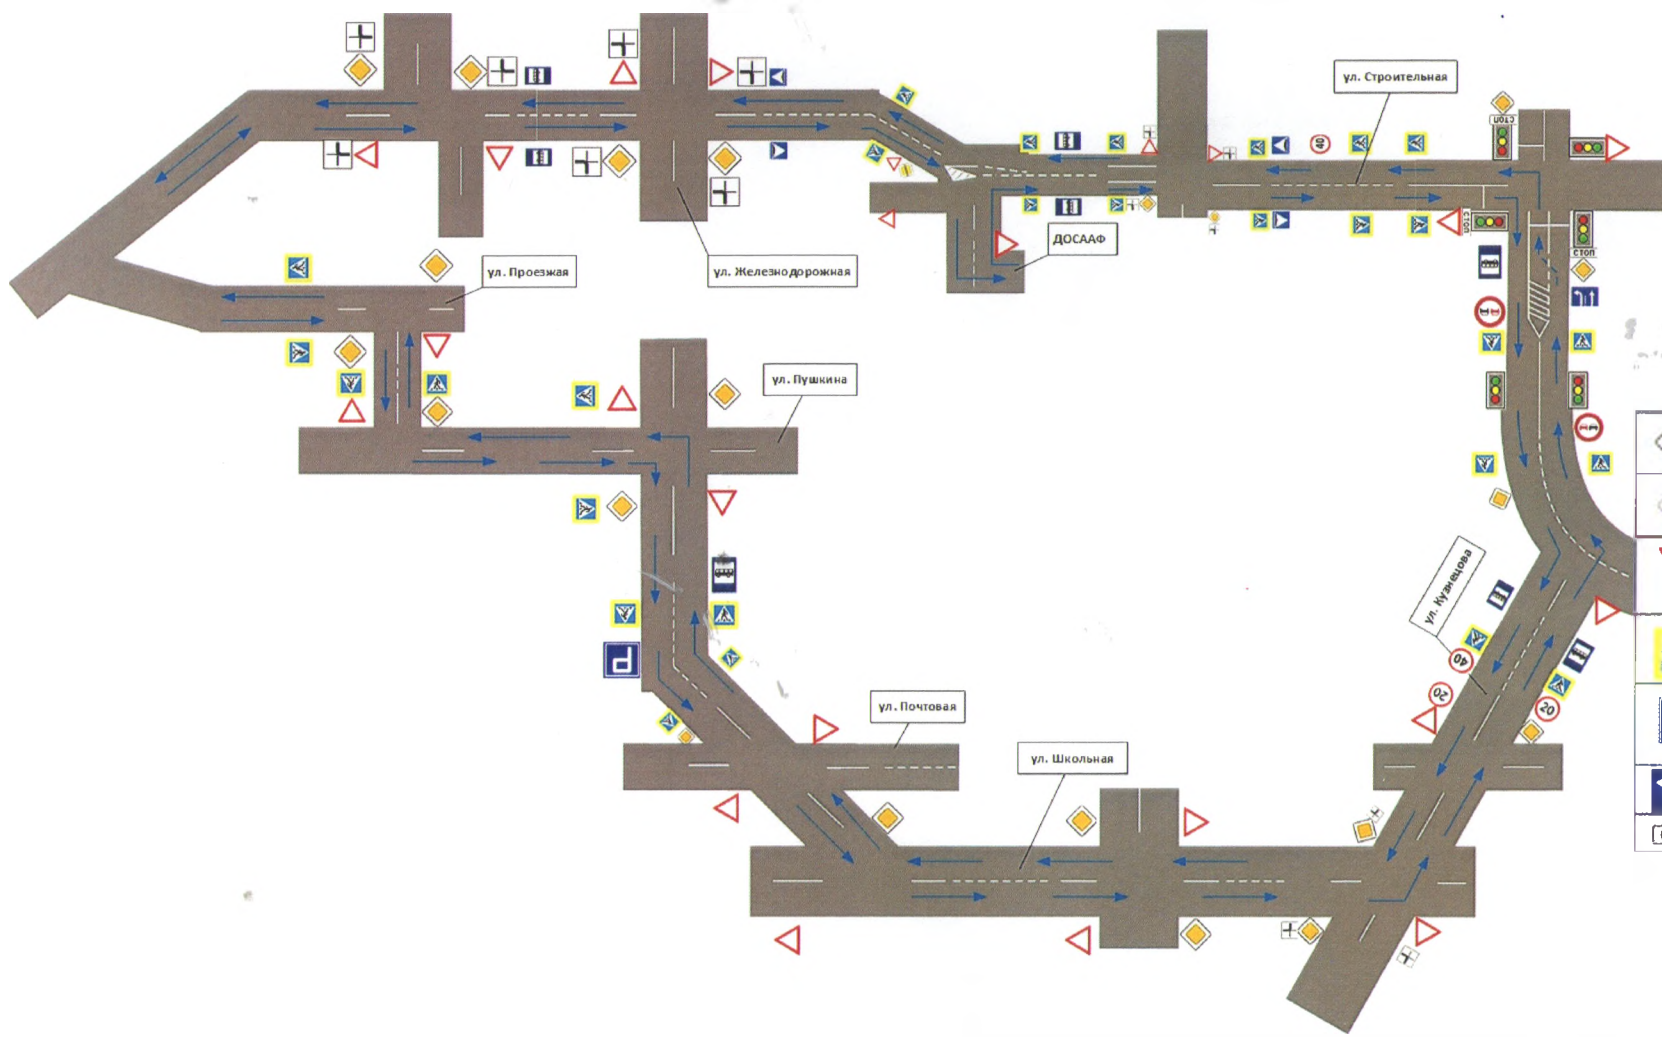 ул. Строительная
40
СТОП
СТОП
СТОП
ДОСААФ
ул. Проезжая
ул. Железнодорожная
ул. Пушкина
ул. Кузнецова
40
20
20
P
ул. Почтовая
ул. Школьная